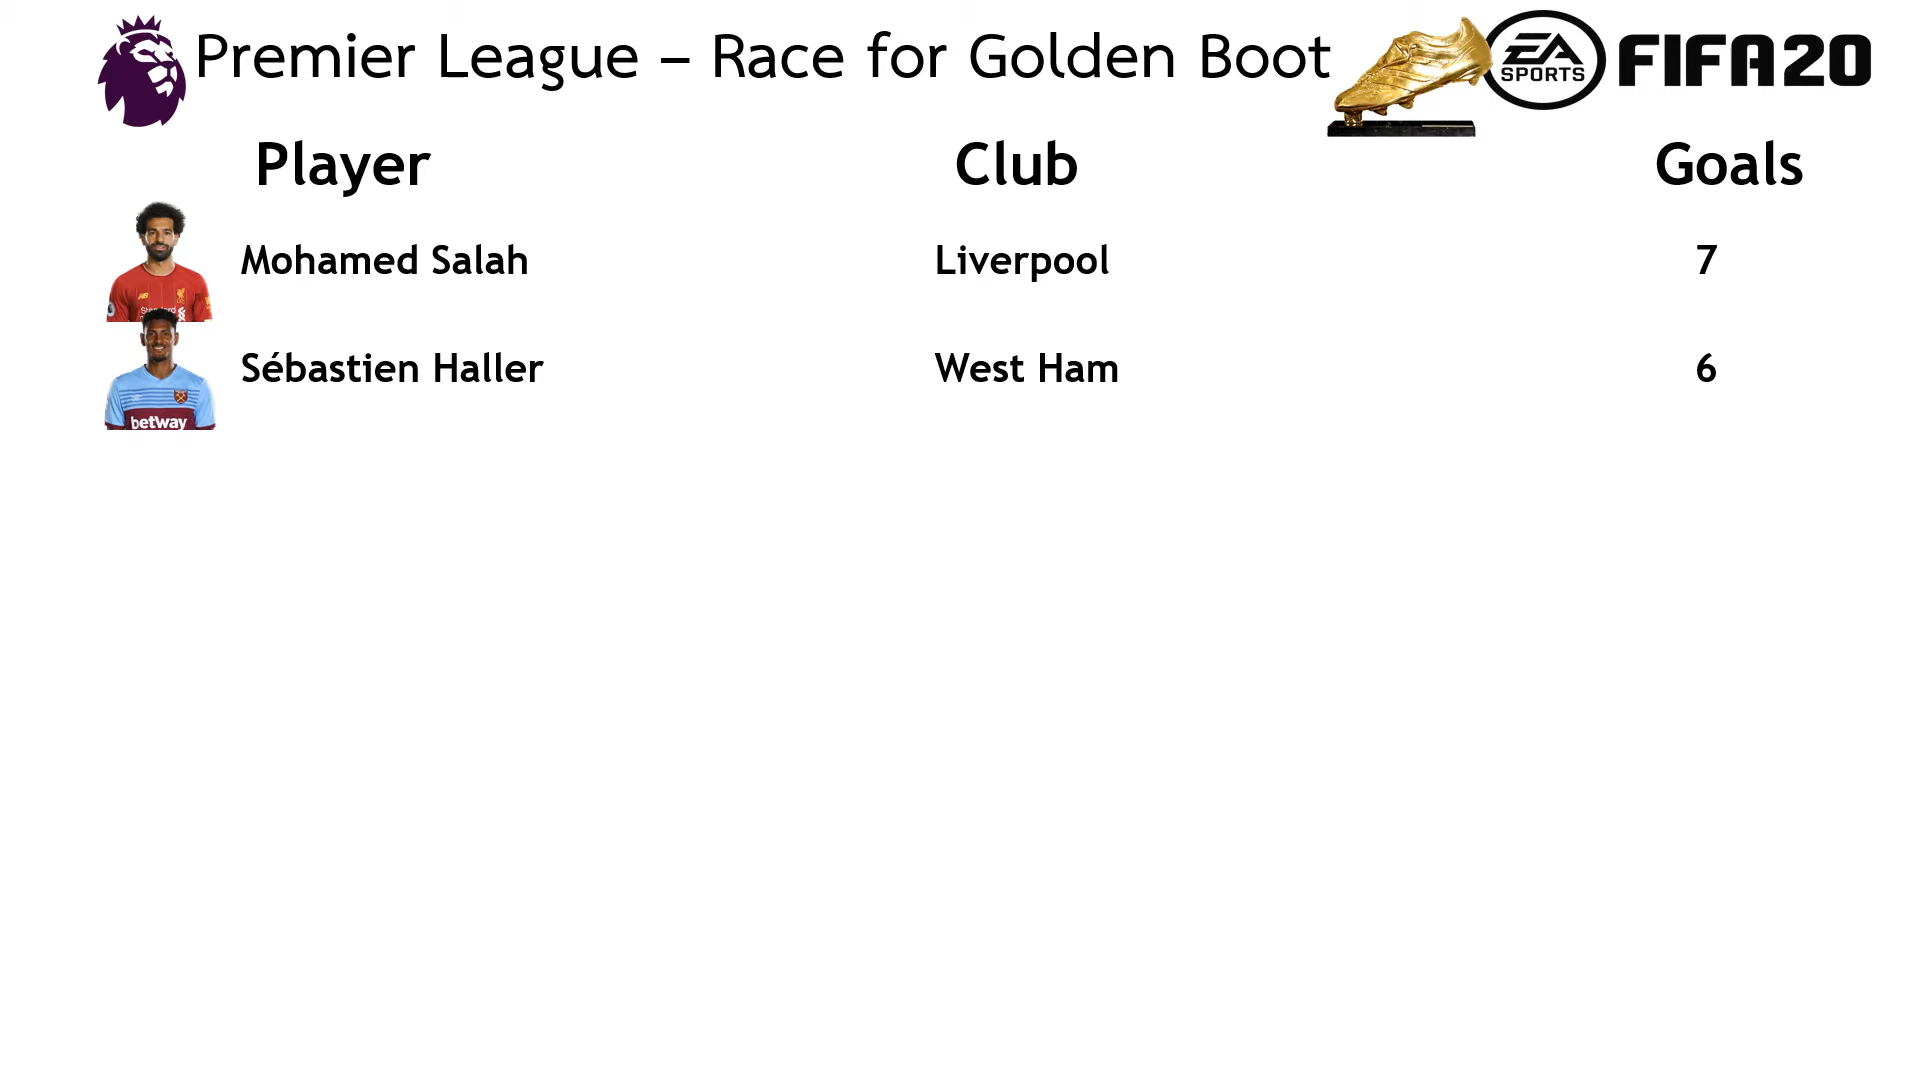 Premier League – Race for Golden Boot
EA SPORTS FIFA20
Player Club Goals
Mohamed Salah Liverpool 7
Sébastien Haller West Ham 6
betway